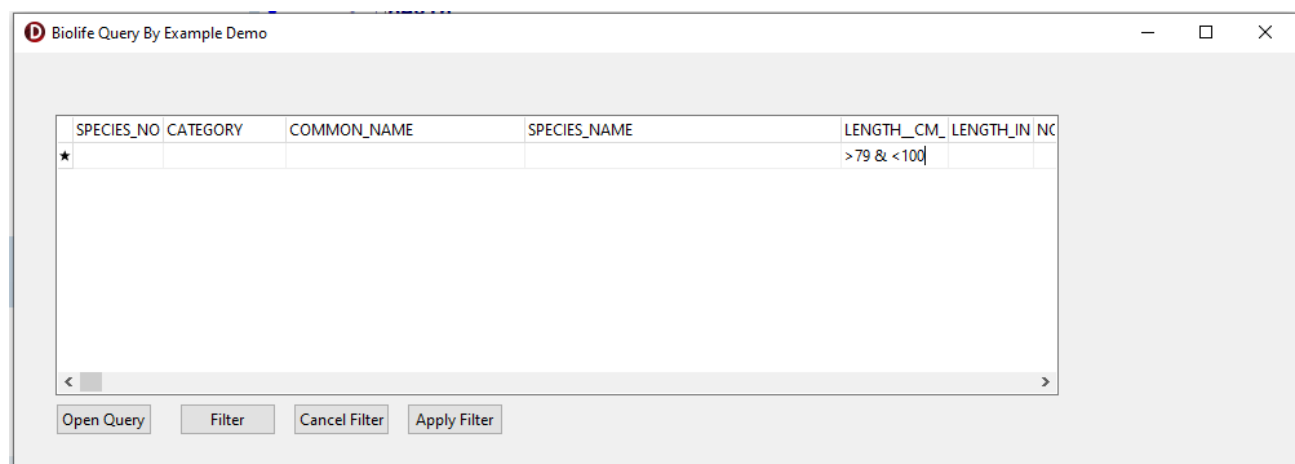 Biolife Query By Example Demo
SPECIES_NO CATEGORY COMMON_NAME SPECIES_NAME LENGTH__CM_ LENGTH_IN NO
>79 & <100
Open Query Filter Cancel Filter Apply Filter